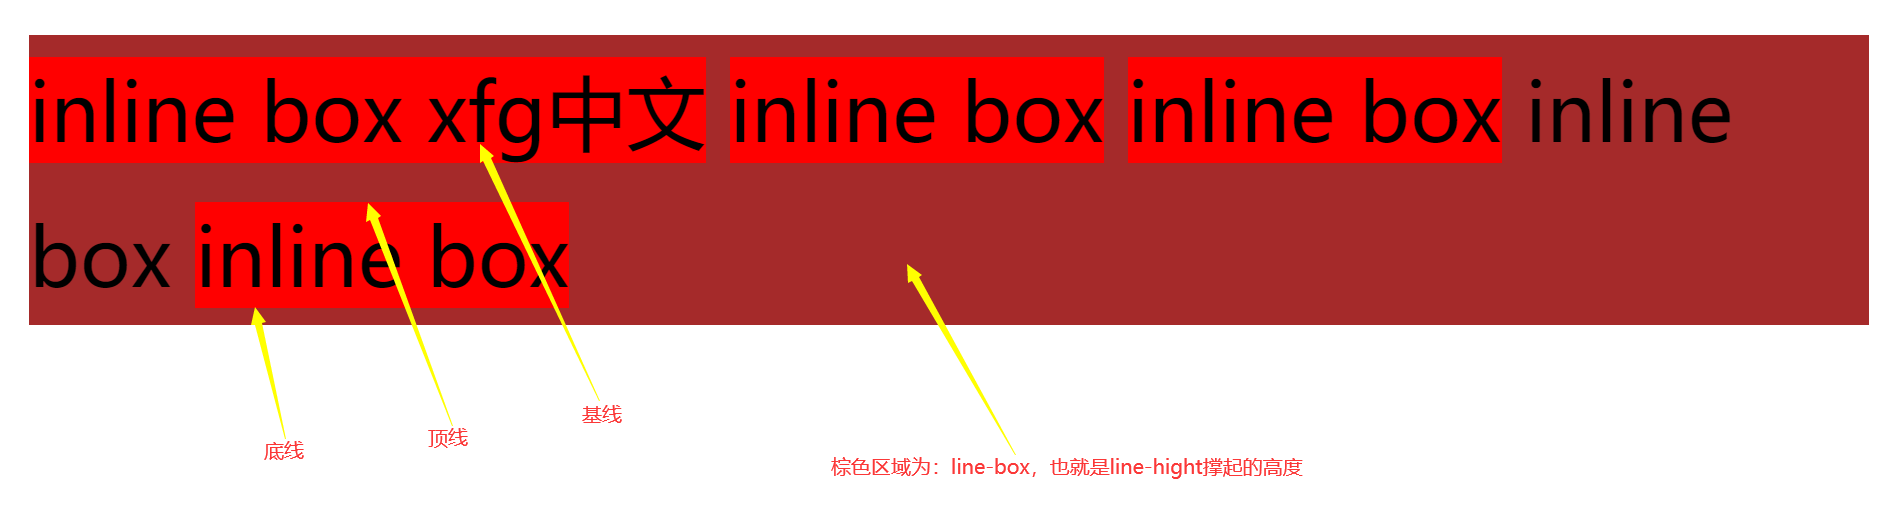 inline box xfg中文 inline box inline box inline
box inline box
基线
顶线
底线
棕色区域为：line-box，也就是line-hight撑起的高度